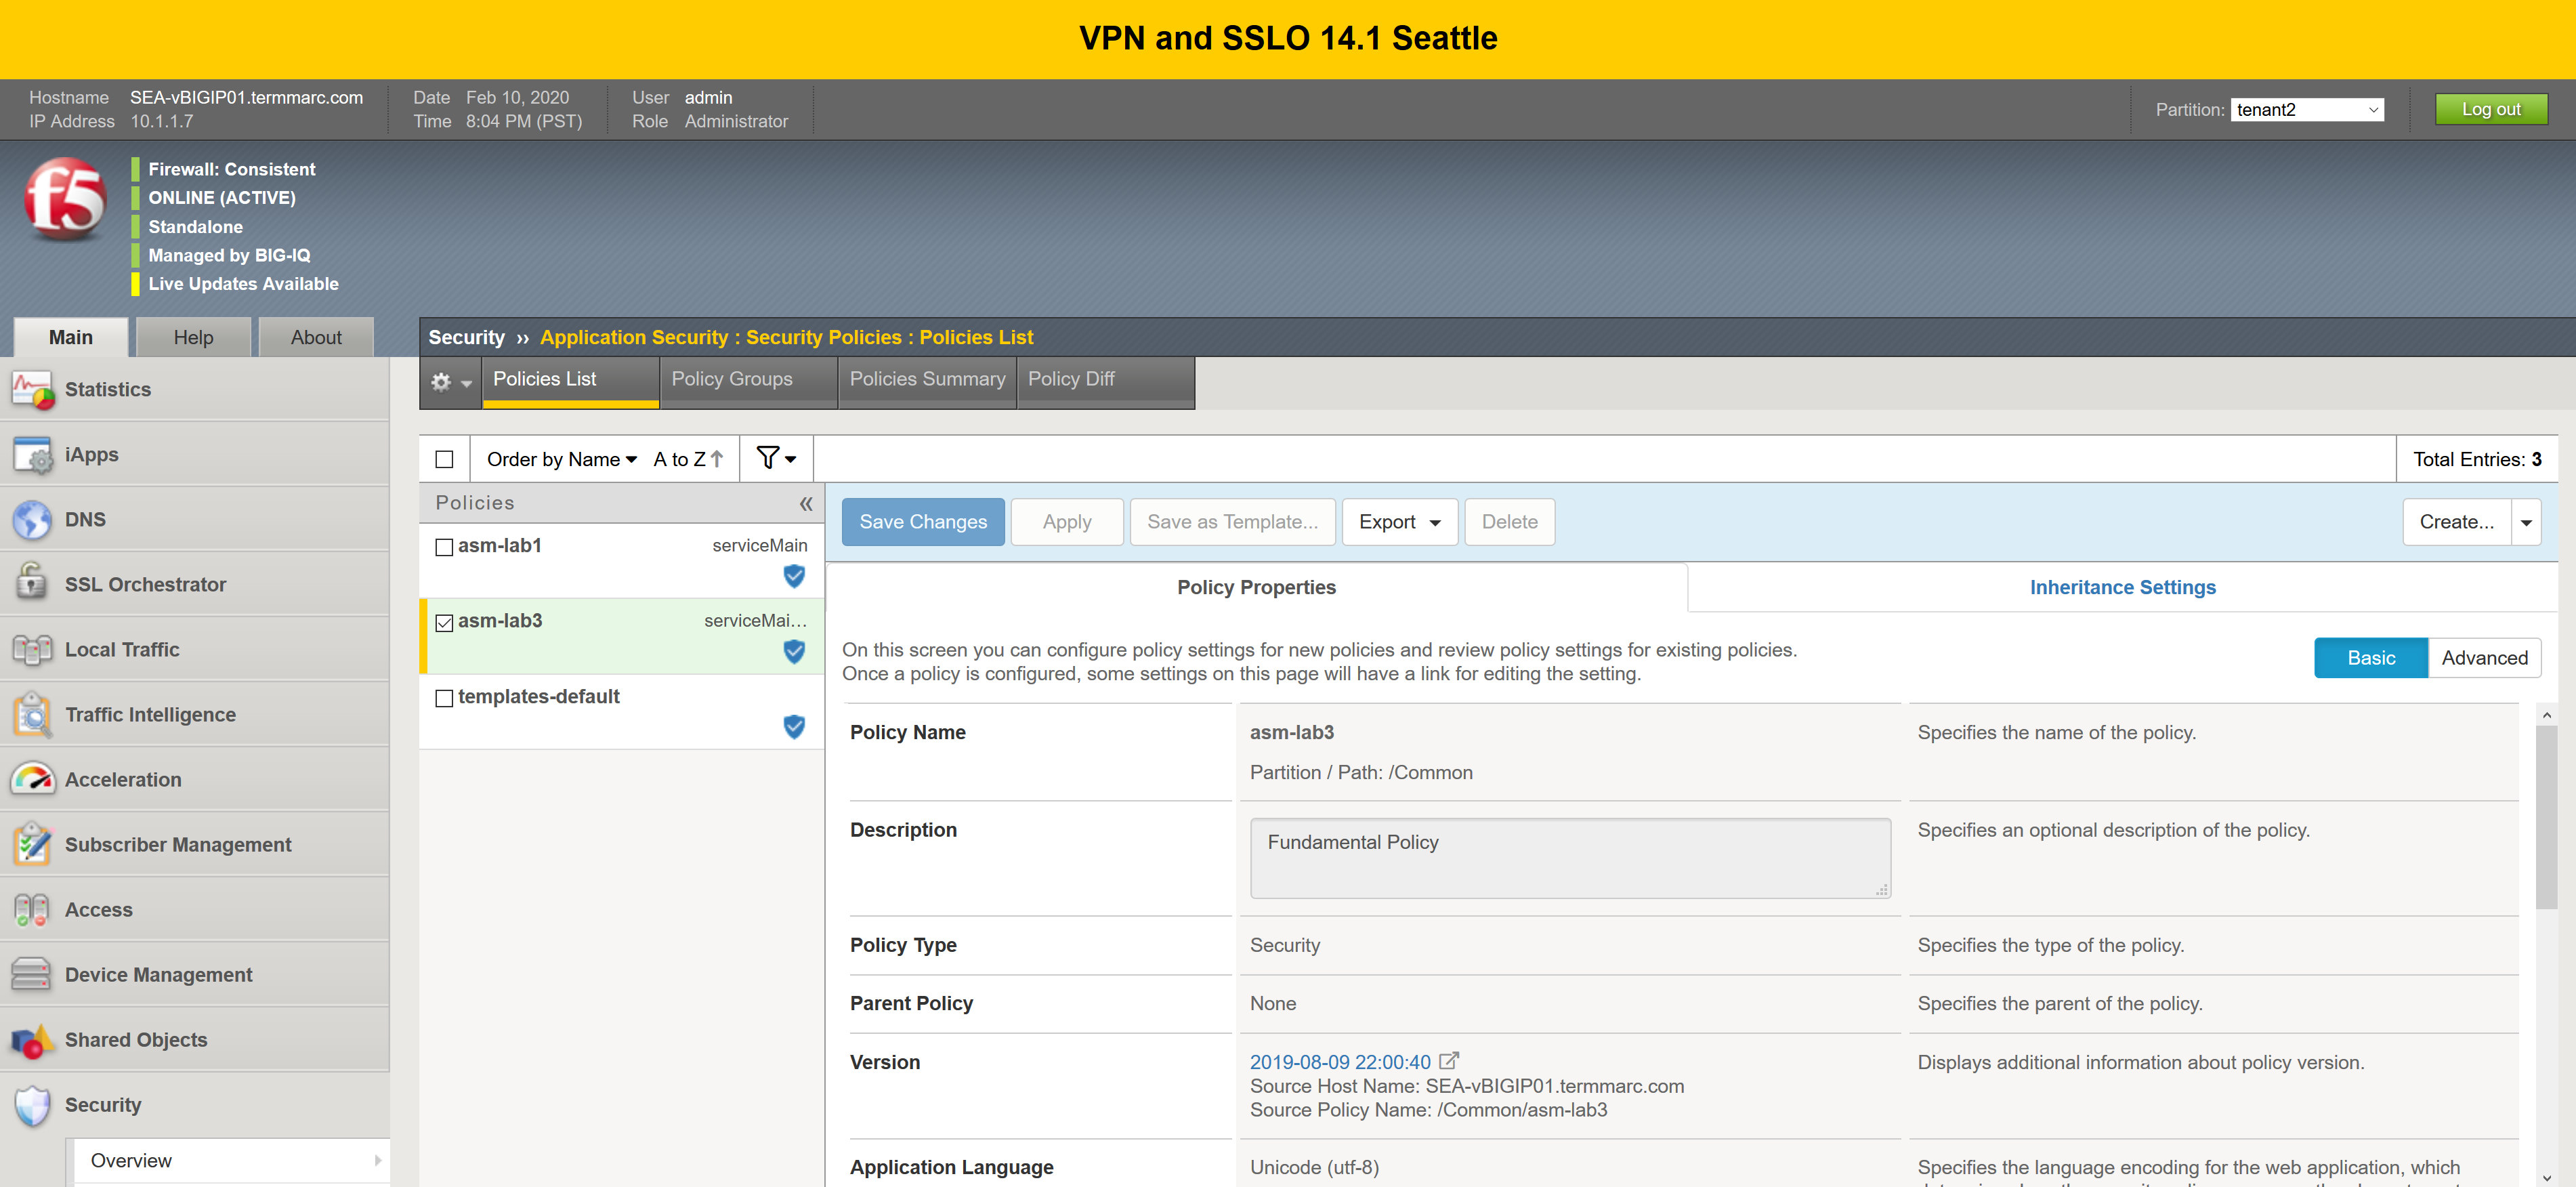 VPN and SSLO 14.1 Seattle
Hostname SEA-vBIGIP01.termmarc.com Date Feb 10, 2020 User admin
IP Address 10.1.1.7 Time 8:04 PM (PST) Role Administrator
Partition: tenant2 Log out
f5
Firewall: Consistent
ONLINE (ACTIVE)
Standalone
Managed by BIG-IQ
Live Updates Available
Main Help About
Security ›› Application Security : Security Policies : Policies List
Policies List Policy Groups Policies Summary Policy Diff
Statistics
iApps
DNS
SSL Orchestrator
Local Traffic
Traffic Intelligence
Acceleration
Subscriber Management
Access
Device Management
Shared Objects
Security
Overview
Order by Name A to Z Total Entries: 3
Policies «
asm-lab1 serviceMain
asm-lab3 serviceMai...
templates-default
Save Changes Apply Save as Template... Export Delete Create...
Policy Properties Inheritance Settings
On this screen you can configure policy settings for new policies and review policy settings for existing policies.
Once a policy is configured, some settings on this page will have a link for editing the setting.
Basic Advanced
Policy Name asm-lab3 Specifies the name of the policy.
Partition / Path: /Common
Description Fundamental Policy Specifies an optional description of the policy.
Policy Type Security Specifies the type of the policy.
Parent Policy None Specifies the parent of the policy.
Version 2019-08-09 22:00:40 Displays additional information about policy version.
Source Host Name: SEA-vBIGIP01.termmarc.com
Source Policy Name: /Common/asm-lab3
Application Language Unicode (utf-8) Specifies the language encoding for the web application, which